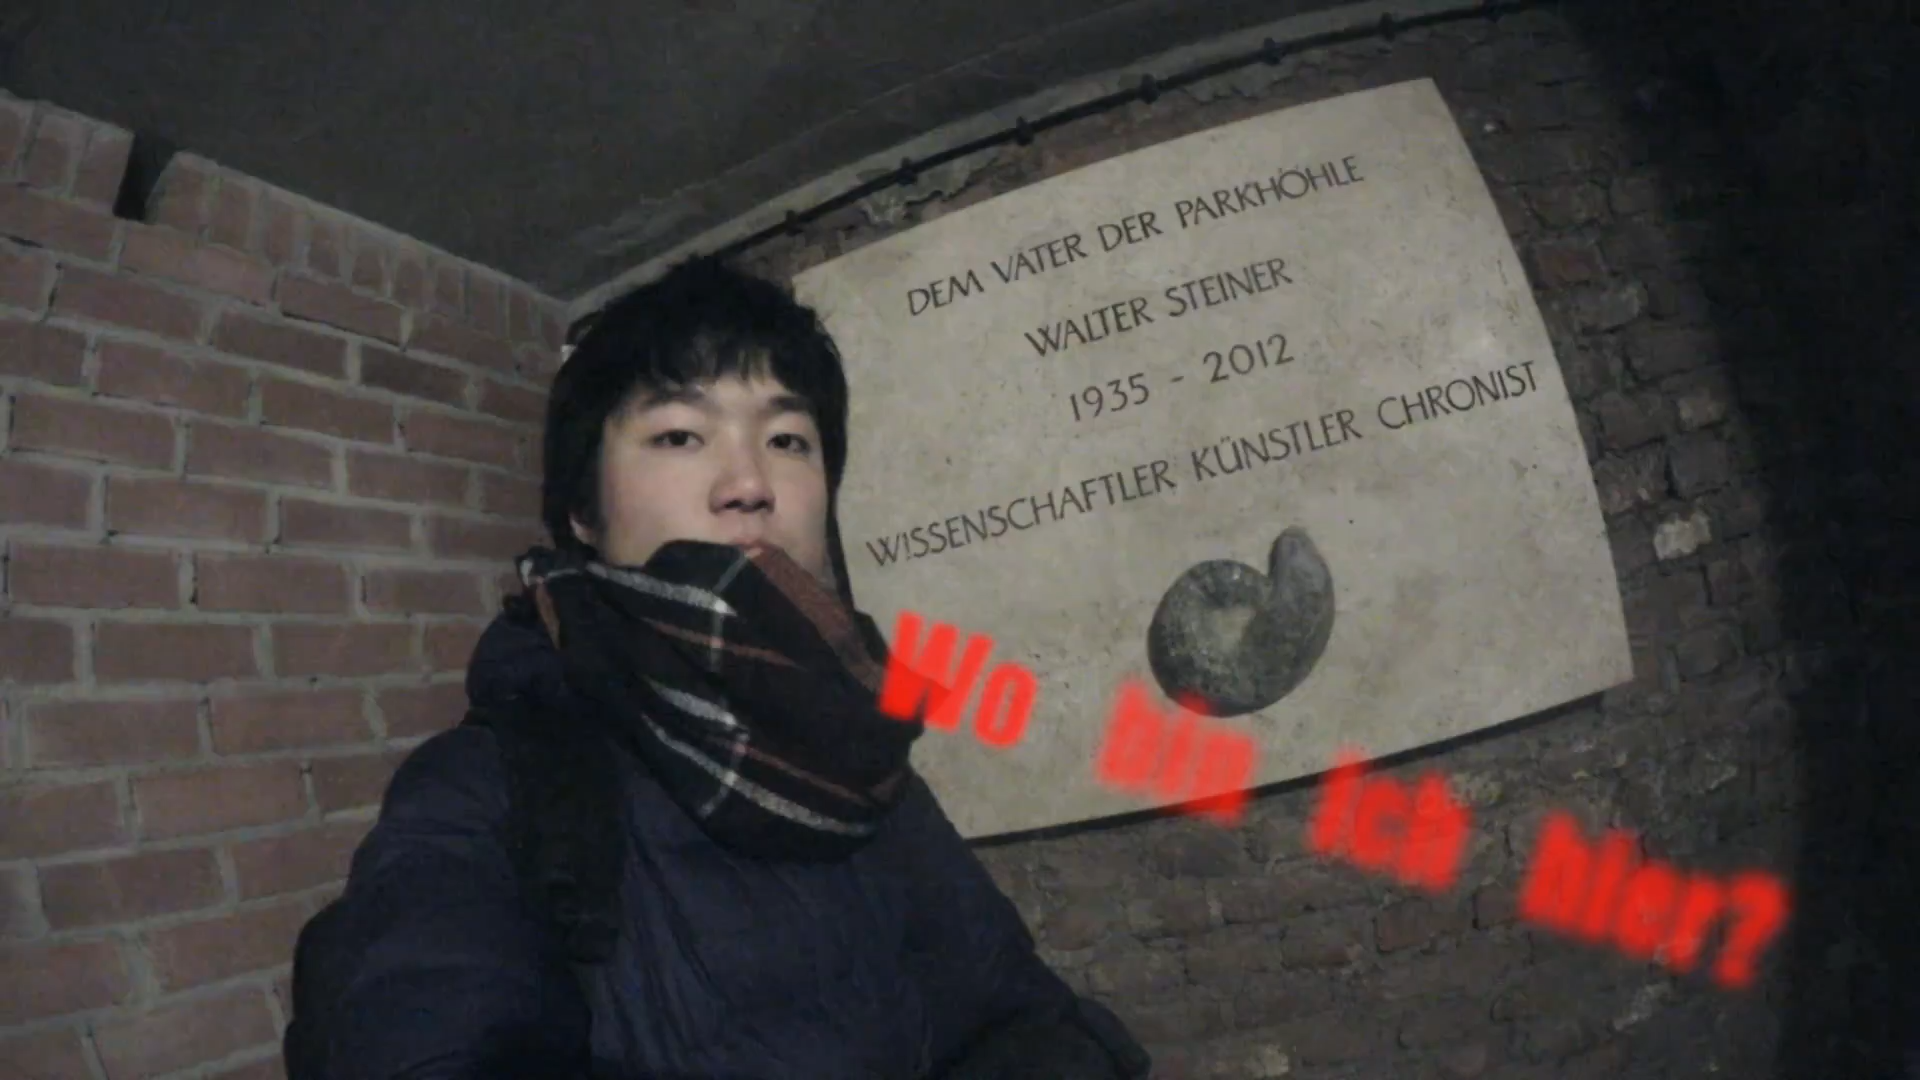 DEM VATER DER PARKHÖHLE
WALTER STEINER
1935 - 2012
WISSENSCHAFTLER KÜNSTLER CHRONIST
Wo bin ich hier?